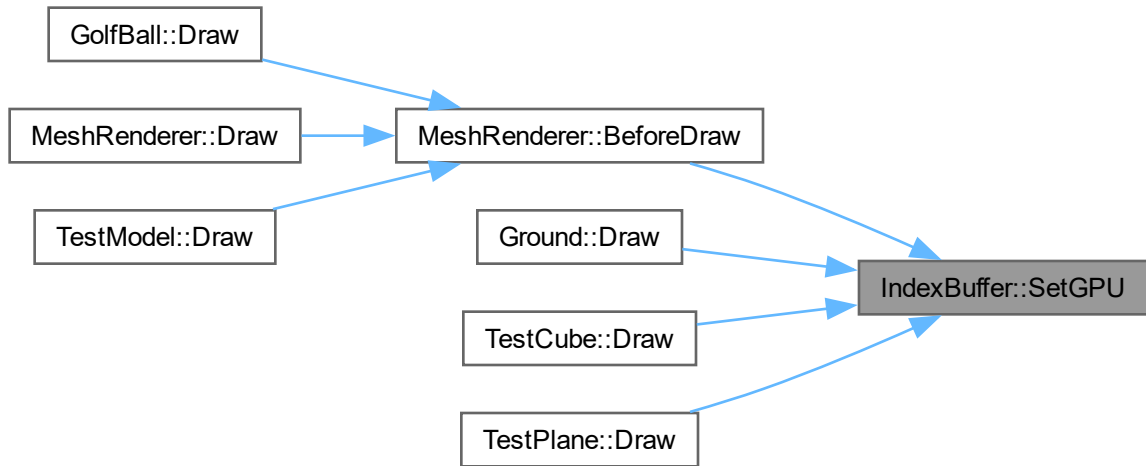 GolfBall::Draw
MeshRenderer::Draw
MeshRenderer::BeforeDraw
TestModel::Draw
Ground::Draw
IndexBuffer::SetGPU
TestCube::Draw
TestPlane::Draw